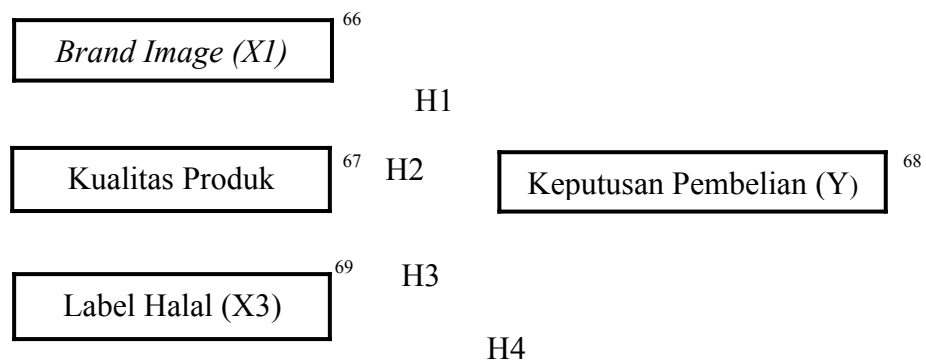 Brand Image (X1) 66
H1
Kualitas Produk 67 H2 Keputusan Pembelian (Y) 68
Label Halal (X3) 69 H3
H4